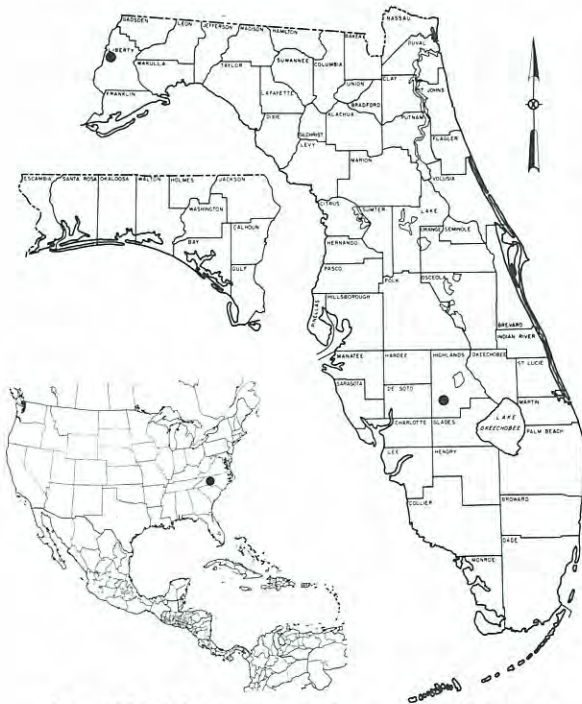 NASSAU
GADSDEN
LEON
JEFFERSON
MADISON
HAMILTON
BAKER
DUVAL
LIBERTY
WAKULLA
TAYLOR
SUWANNEE
COLUMBIA
UNION
CLAY
ST JOHNS
FRANKLIN
LAFAYETTE
BRADFORD
DIXIE
GILCHRIST
ALACHUA
PUTNAM
FLAGLER
LEVY
MARION
VOLUSIA
ESCAMBIA
SANTA ROSA
OKALOOSA
WALTON
HOLMES
JACKSON
WASHINGTON
BAY
CALHOUN
GULF
CITRUS
SUMTER
LAKE
ORANGE
SEMINOLE
HERNANDO
PASCO
POLK
OSCEOLA
HILLSBOROUGH
PINELLAS
BREVARD
INDIAN RIVER
MANATEE
HARDEE
HIGHLANDS
OKEECHOBEE
ST LUCIE
SARASOTA
DE SOTO
MARTIN
CHARLOTTE
GLADES
LAKE
OKEECHOBEE
PALM BEACH
LEE
HENDRY
COLLIER
BROWARD
DADE
MONROE